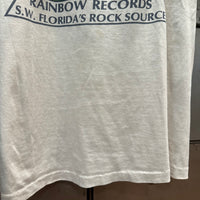 RAINBOW RECORDS
S.W. FLORIDA'S ROCK SOURCE